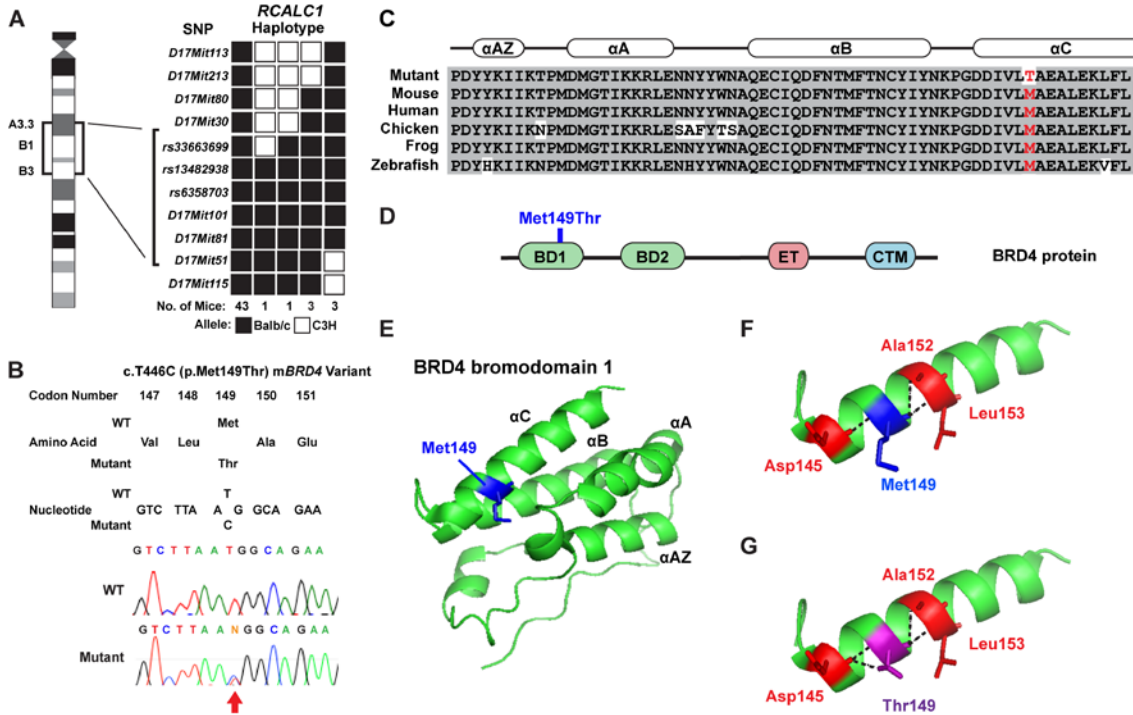 A
SNP
RCALC1
Haplotype
D17Mit113
D17Mit213
D17Mit80
D17Mit30
rs33663699
rs13482938
rs6358703
D17Mit101
D17Mit81
D17Mit51
D17Mit115
A3.3
B1
B3
No. of Mice: 43 1 1 3 3
Allele: Balb/c C3H
B
c.T446C (p.Met149Thr) mBRD4 Variant
Codon Number 147 148 149 150 151
WT Met
Amino Acid Val Leu Ala Glu
Mutant Thr
WT T
Nucleotide GTC TTA A G GCA GAA
Mutant C
G T C T T A A T G G C A G A A
WT
G T C T T A A N G G C A G A A
Mutant
C
αAZ αA αB αC
Mutant PDYYKIIKTPMDMGTIKKRLENNYYWNAQECIQDFNTMFTNCYIYNKPGDDIVLTAEALEKLFL
Mouse PDYYKIIKTPMDMGTIKKRLENNYYWNAQECIQDFNTMFTNCYIYNKPGDDIVLMAEALEKLFL
Human PDYYKIIKTPMDMGTIKKRLENNYYWNAQECIQDFNTMFTNCYIYNKPGDDIVLMAEALEKLFL
Chicken PDYYKIIKNPMDMGTIKKRLESAFYTSAQECIQDFNTMFTNCYIYNKPGDDIVLMAEALEKLFL
Frog PDYYKIIKTPMDMGTIKKRLENNYYWNAQECIQDFNTMFTNCYIYNKPGDDIVLMAEALEKLFL
Zebrafish PDYHKIIKNPMDMGTIKKRLENHYYWNAQECIQDFNTMFTNCYIYNKPGDDIVLMAEALEKVFL
D
Met149Thr
BD1 BD2 ET CTM BRD4 protein
E
BRD4 bromodomain 1
αC
αB
αA
Met149
αAZ
F
Ala152
Leu153
Asp145
Met149
G
Ala152
Leu153
Asp145
Thr149